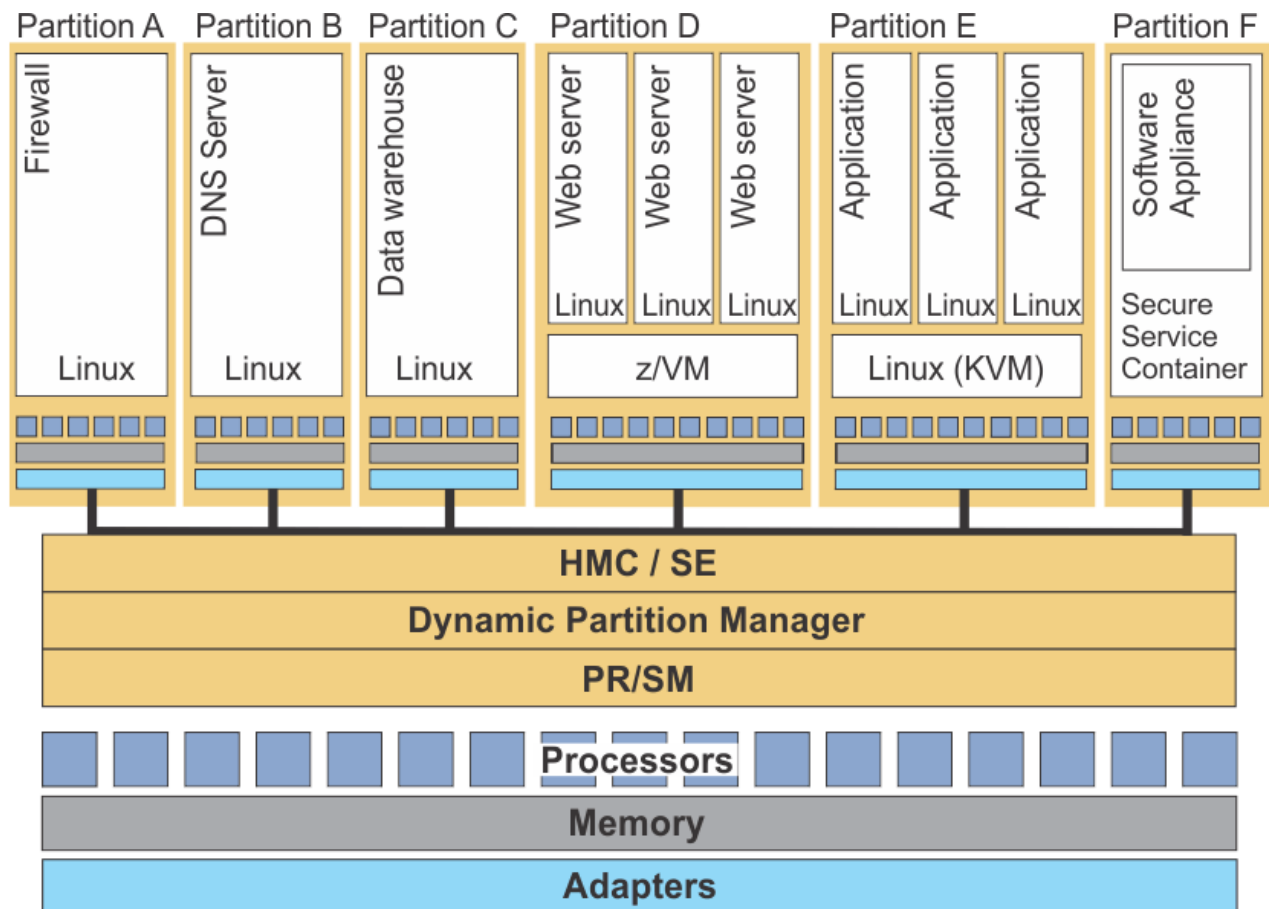 Partition A
Partition B
Partition C
Partition D
Partition E
Partition F
Firewall
Linux
DNS Server
Linux
Data warehouse
Linux
Web server
Linux
Web server
Linux
Web server
Linux
z/VM
Application
Linux
Application
Linux
Application
Linux
Linux (KVM)
Software
Appliance
Secure
Service
Container
HMC / SE
Dynamic Partition Manager
PR/SM
Processors
Memory
Adapters